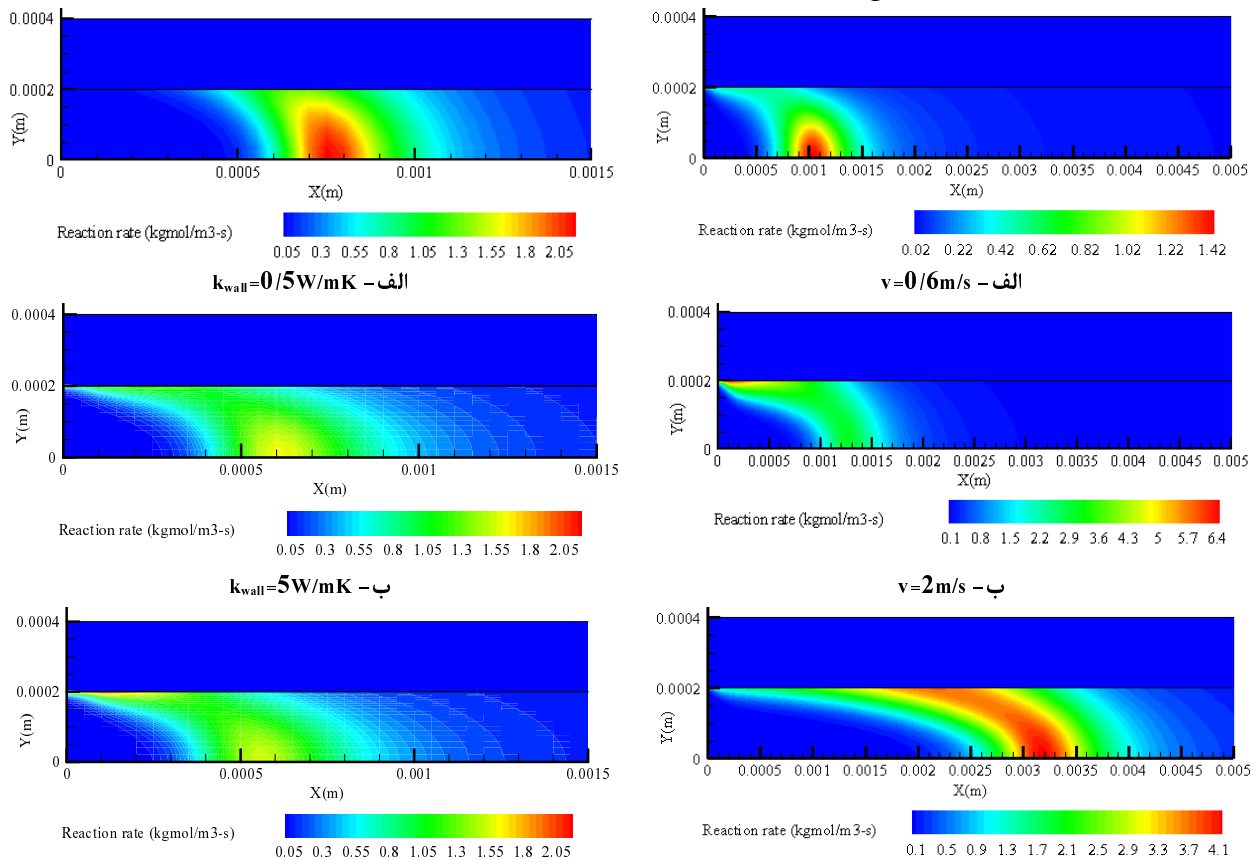 0.0004
0.0002
0
Y(m)
0 0.0005 0.001 0.0015
X(m)
Reaction rate (kgmol/m3-s)
0.05 0.3 0.55 0.8 1.05 1.3 1.55 1.8 2.05
الف – kwall=0/5W/mK
0.0004
0.0002
0
Y(m)
0 0.0005 0.001 0.0015
X(m)
Reaction rate (kgmol/m3-s)
0.05 0.3 0.55 0.8 1.05 1.3 1.55 1.8 2.05
ب – kwall=5W/mK
0.0004
0.0002
0
Y(m)
0 0.0005 0.001 0.0015
X(m)
Reaction rate (kgmol/m3-s)
0.05 0.3 0.55 0.8 1.05 1.3 1.55 1.8 2.05
0.0004
0.0002
0
Y(m)
0 0.0005 0.001 0.0015 0.002 0.0025 0.003 0.0035 0.004 0.0045 0.005
X(m)
Reaction rate (kgmol/m3-s)
0.02 0.22 0.42 0.62 0.82 1.02 1.22 1.42
الف – v=0/6m/s
0.0004
0.0002
0
Y(m)
0 0.0005 0.001 0.0015 0.002 0.0025 0.003 0.0035 0.004 0.0045 0.005
X(m)
Reaction rate (kgmol/m3-s)
0.1 0.8 1.5 2.2 2.9 3.6 4.3 5 5.7 6.4
ب – v=2m/s
0.0004
0.0002
0
Y(m)
0 0.0005 0.001 0.0015 0.002 0.0025 0.003 0.0035 0.004 0.0045 0.005
X(m)
Reaction rate (kgmol/m3-s)
0.1 0.5 0.9 1.3 1.7 2.1 2.5 2.9 3.3 3.7 4.1